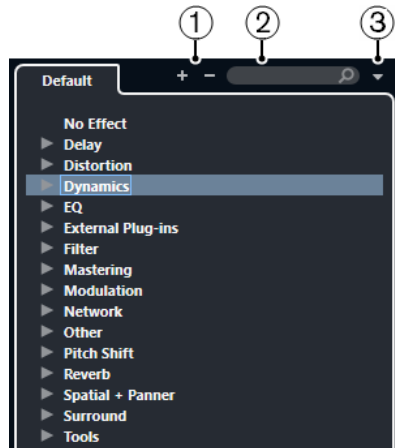 1 2 3
Default + −
No Effect
Delay
Distortion
Dynamics
EQ
External Plug-ins
Filter
Mastering
Modulation
Network
Other
Pitch Shift
Reverb
Spatial + Panner
Surround
Tools